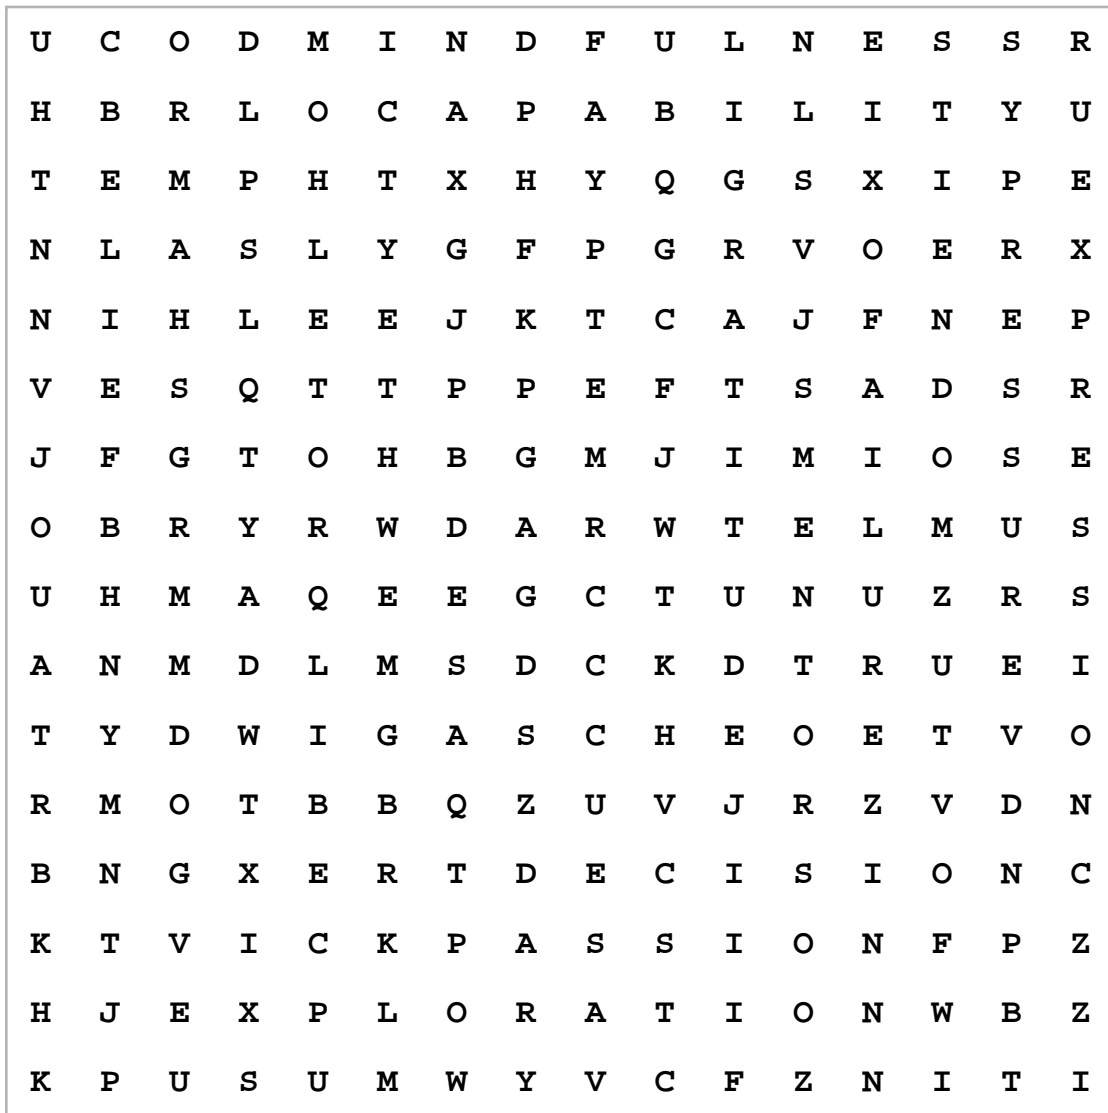 U C O D M I N D F U L N E S S R
H B R L O C A P A B I L I T Y U
T E M P H T X H Y Q G S X I P E
N L A S L Y G F P G R V O E R X
N I H L E E J K T C A J F N E P
V E S Q T T P P E F T S A D S R
J F G T O H B G M J I M I O S E
O B R Y R W D A R W T E L M U S
U H M A Q E E G C T U N U Z R S
A N M D L M S D C K D T R U E I
T Y D W I G A S C H E O E T V O
R M O T B B Q Z U V J R Z V D N
B N G X E R T D E C I S I O N C
K T V I C K P A S S I O N F P Z
H J E X P L O R A T I O N W B Z
K P U S U M W Y V C F Z N I T I